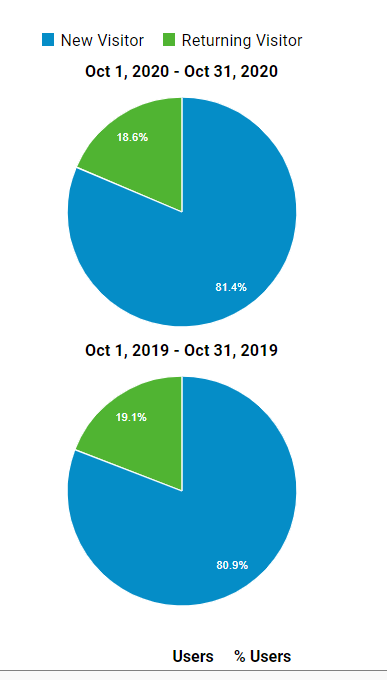 New Visitor Returning Visitor
Oct 1, 2020 - Oct 31, 2020
18.6%
81.4%
Oct 1, 2019 - Oct 31, 2019
19.1%
80.9%
Users % Users